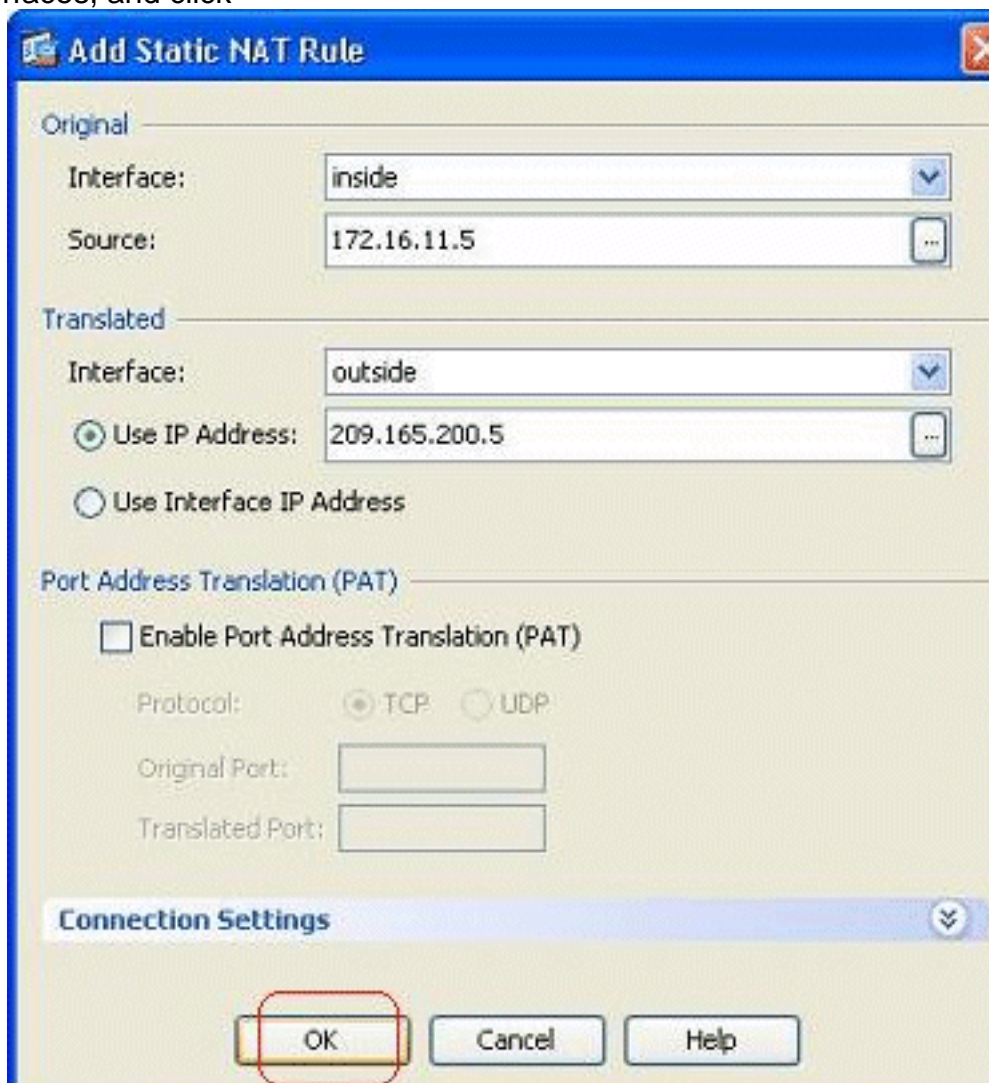 and click
Add Static NAT Rule
Original
Interface: inside
Source: 172.16.11.5 ...
Translated
Interface: outside
Use IP Address: 209.165.200.5 ...
Use Interface IP Address
Port Address Translation (PAT)
Enable Port Address Translation (PAT)
Protocol: TCP UDP
Original Port:
Translated Port:
Connection Settings
OK Cancel Help